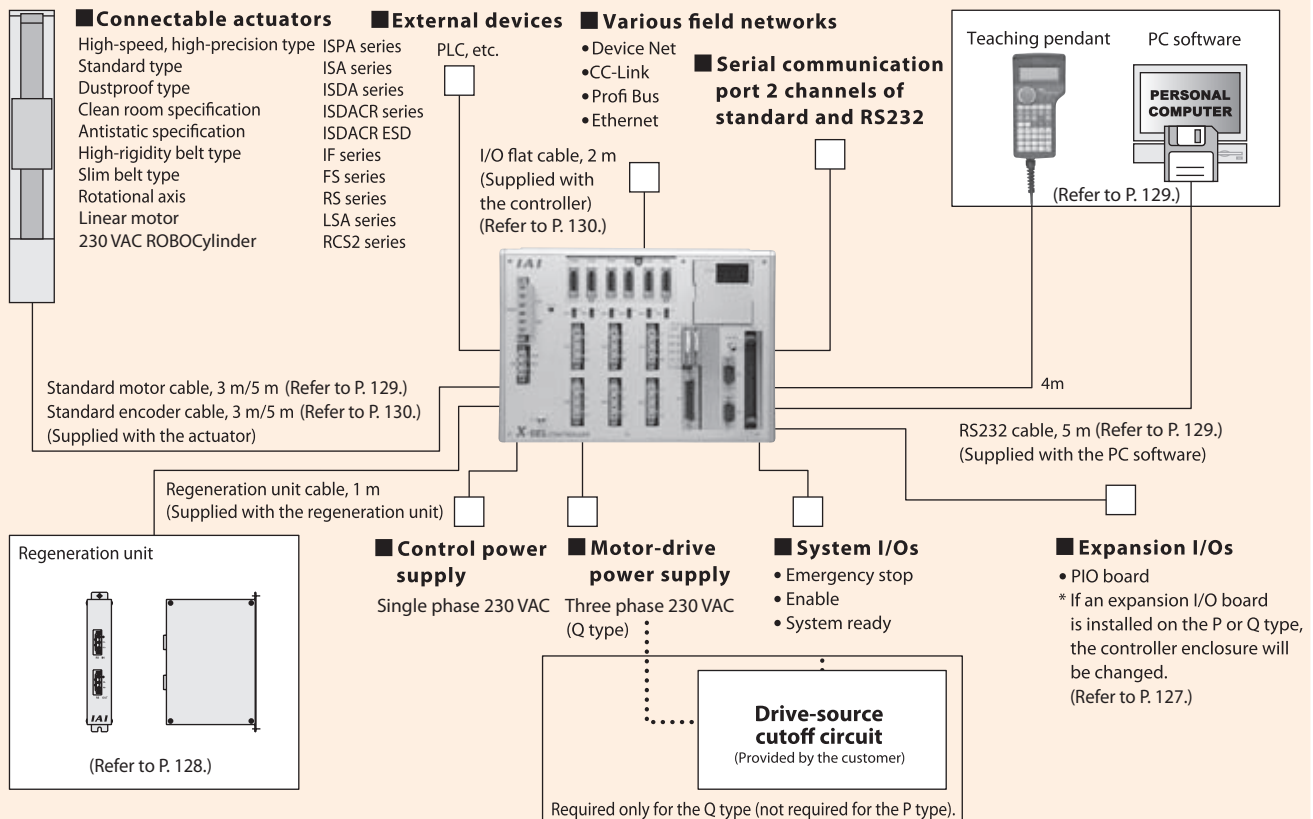 ■Connectable actuators
High-speed, high-precision type ISPA series
Standard type ISA series
Dustproof type ISDA series
Clean room specification ISDACR series
Antistatic specification ISDACR ESD
High-rigidity belt type IF series
Slim belt type FS series
Rotational axis RS series
Linear motor LSA series
230 VAC ROBOCylinder RCS2 series
■External devices
PLC, etc.
■Various field networks
•Device Net
•CC-Link
•Profi Bus
•Ethernet
■Serial communication
port 2 channels of
standard and RS232
I/O flat cable, 2 m
(Supplied with
the controller)
(Refer to P. 130.)
Teaching pendant PC software
PERSONAL
COMPUTER
(Refer to P. 129.)
IAI
X-SEL CONTROLLER
Standard motor cable, 3 m/5 m (Refer to P. 129.)
Standard encoder cable, 3 m/5 m (Refer to P. 130.)
(Supplied with the actuator)
4m
RS232 cable, 5 m (Refer to P. 129.)
(Supplied with the PC software)
Regeneration unit cable, 1 m
(Supplied with the regeneration unit)
Regeneration unit
IAI
(Refer to P. 128.)
■Control power
supply
Single phase 230 VAC
■Motor-drive
power supply
Three phase 230 VAC
(Q type)
■System I/Os
• Emergency stop
• Enable
• System ready
■Expansion I/Os
• PIO board
* If an expansion I/O board
is installed on the P or Q type,
the controller enclosure will
be changed.
(Refer to P. 127.)
Drive-source
cutoff circuit
(Provided by the customer)
Required only for the Q type (not required for the P type).